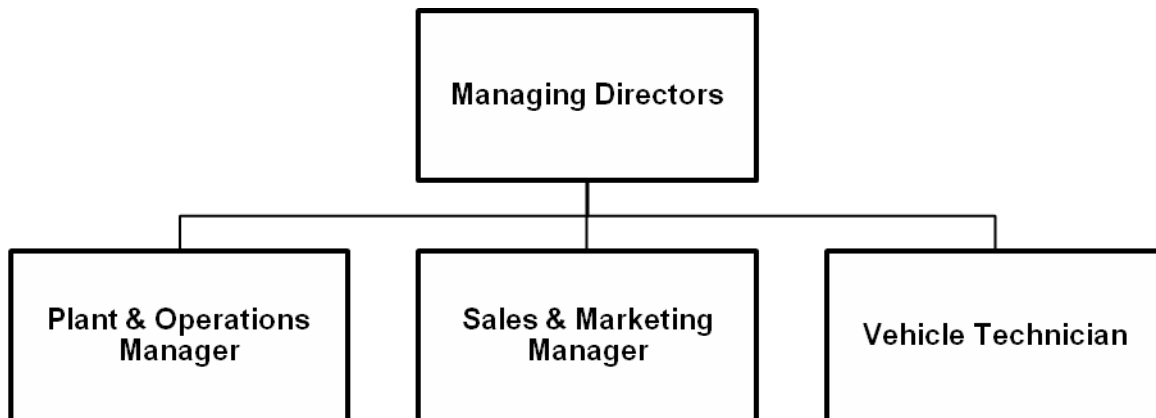 Managing Directors
Plant & Operations
Manager
Sales & Marketing
Manager
Vehicle Technician